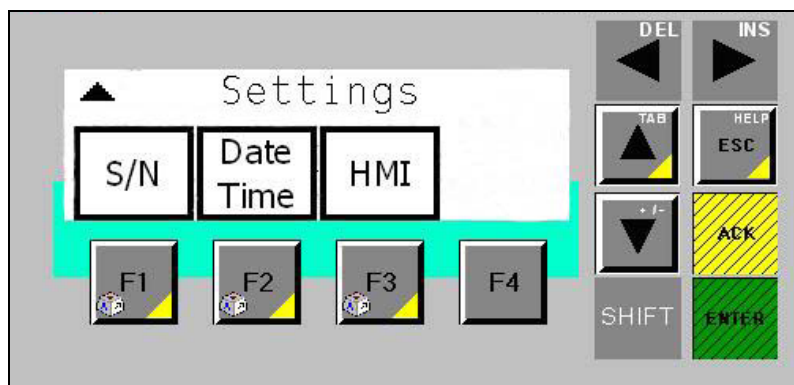 DEL INS
Settings
TAB HELP
ESC
S/N Date Time HMI
+/-
ACK
F1 F2 F3 F4
SHIFT ENTER